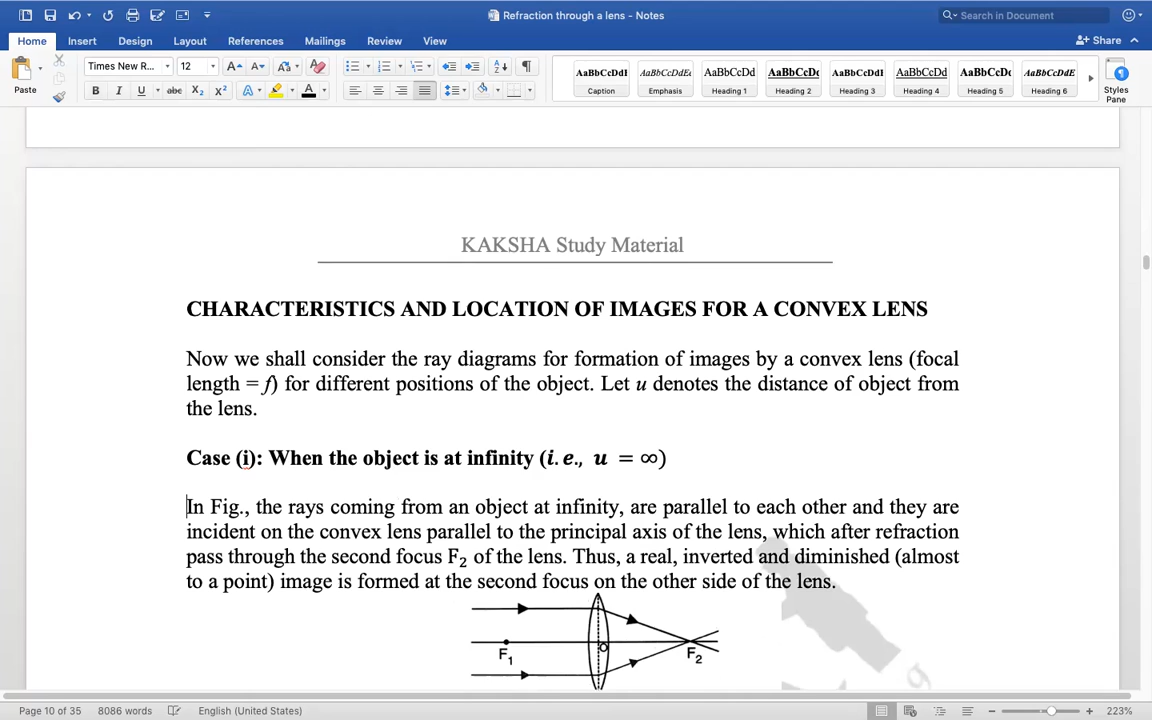 Refraction through a lens - Notes
Search in Document
Home Insert Design Layout References Mailings Review View
Share
Paste
Times New R... 12
AaBbCcDdI AaBbCcDdEe AaBbCcDd AaBbCcDc AaBbCcDdI AaBbCcDd AaBbCcDc AaBbCcDdE
Caption Emphasis Heading 1 Heading 2 Heading 3 Heading 4 Heading 5 Heading 6
Styles
Pane
KAKSHA Study Material
CHARACTERISTICS AND LOCATION OF IMAGES FOR A CONVEX LENS
Now we shall consider the ray diagrams for formation of images by a convex lens (focal
length = f) for different positions of the object. Let u denotes the distance of object from
the lens.
Case (i): When the object is at infinity (i.e., u = ∞)
In Fig., the rays coming from an object at infinity, are parallel to each other and they are
incident on the convex lens parallel to the principal axis of the lens, which after refraction
pass through the second focus F₂ of the lens. Thus, a real, inverted and diminished (almost
to a point) image is formed at the second focus on the other side of the lens.
F₁ O F₂
Page 10 of 35 8086 words English (United States) 223%